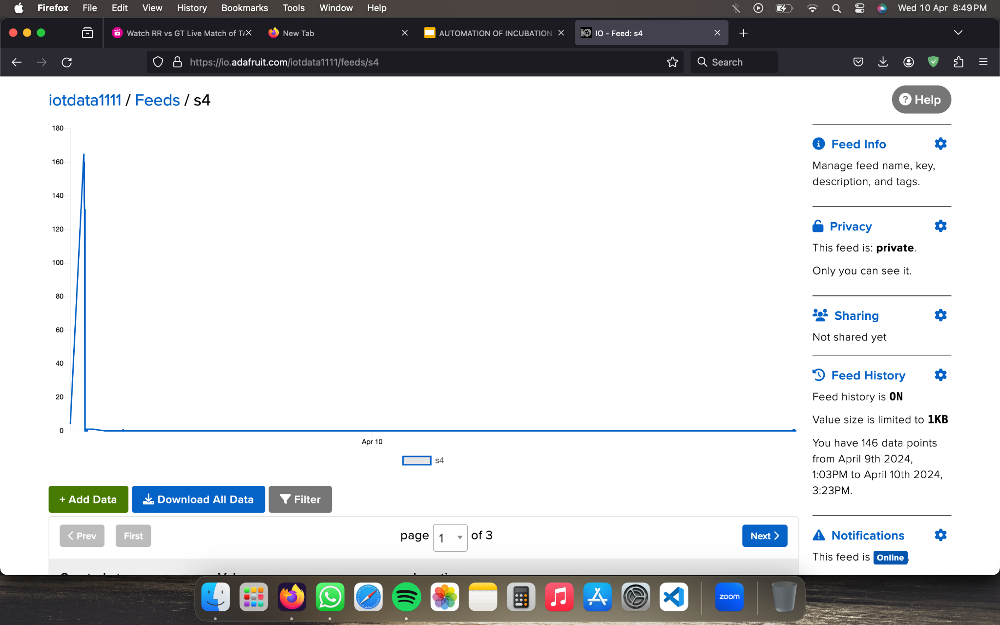 Firefox File Edit View History Bookmarks Tools Window Help Wed 10 Apr 8:49 PM
Watch RR vs GT Live Match of TA New Tab AUTOMATION OF INCUBATION IO - Feed: s4
https://io.adafruit.com/iotdata1111/feeds/s4 Search
iotdata1111 / Feeds / s4
Help
180
160
140
120
100
80
60
40
20
0
Apr 10
s4
+ Add Data Download All Data Filter
Prev First page 1 of 3 Next
Feed Info
Manage feed name, key,
description, and tags.
Privacy
This feed is: private.
Only you can see it.
Sharing
Not shared yet
Feed History
Feed history is ON
Value size is limited to 1KB
You have 146 data points
from April 9th 2024,
1:03PM to April 10th 2024,
3:23PM.
Notifications
This feed is Online.
zoom